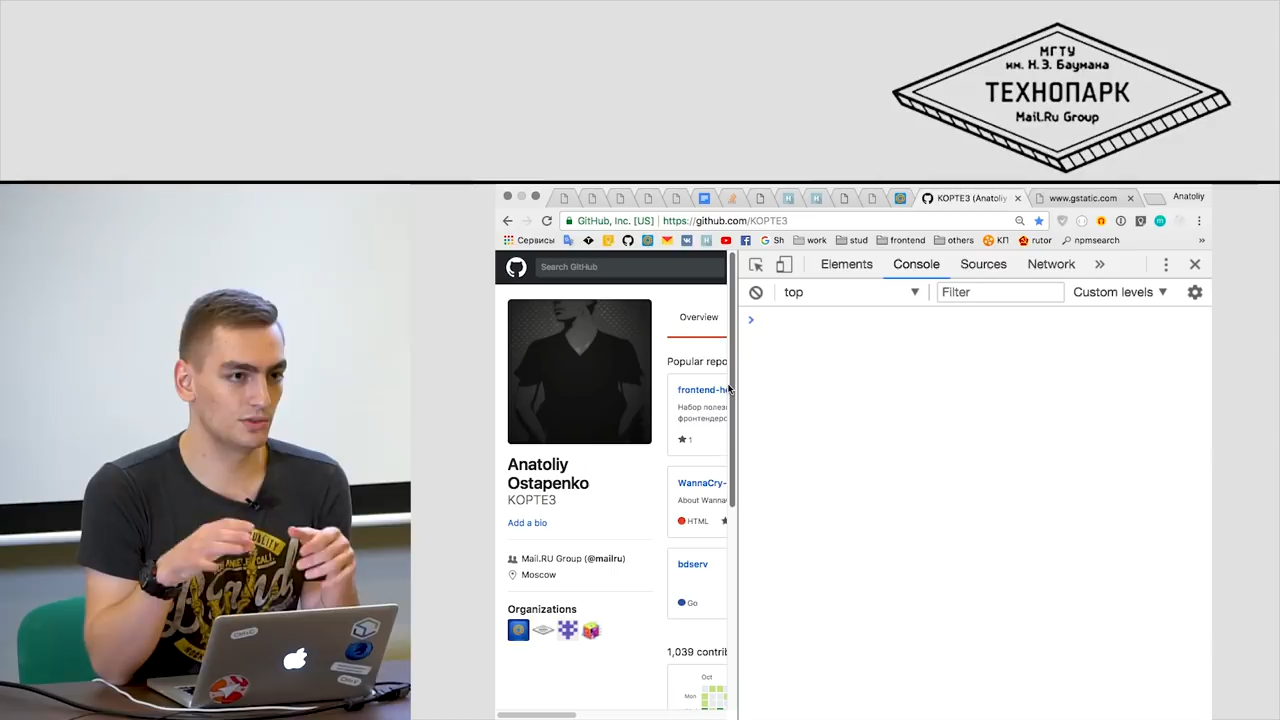 МГТУ
им. Н.Э. Баумана
ТЕХНОПАРК
Mail.Ru Group
KOPTE3 (Anatoliy
www.gstatic.com
Anatoliy
GitHub, Inc. [US] https://github.com/KOPTE3
Сервисы
Sh
work
stud
frontend
others
КП
rutor
npmsearch
»
Search GitHub
Elements
Console
Sources
Network
»
top
Filter
Custom levels
Overview
Popular repo
frontend-he
Набор полез
фронтендеро
1
WannaCry-
About Wanna
HTML
bdserv
Go
1,039 contrib
Oct
Mon
Anatoliy
Ostapenko
KOPTE3
Add a bio
Mail.RU Group (@mailru)
Moscow
Organizations